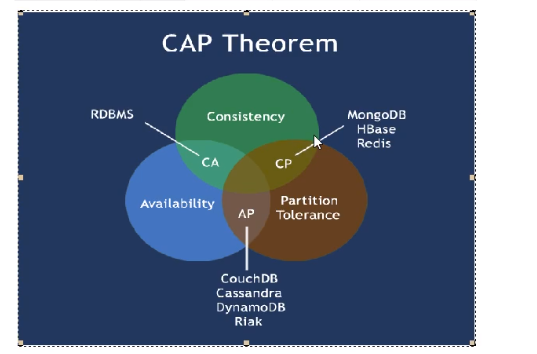 CAP Theorem
RDBMS
Consistency
MongoDB
HBase
Redis
CA
CP
Availability
Partition
Tolerance
AP
CouchDB
Cassandra
DynamoDB
Riak